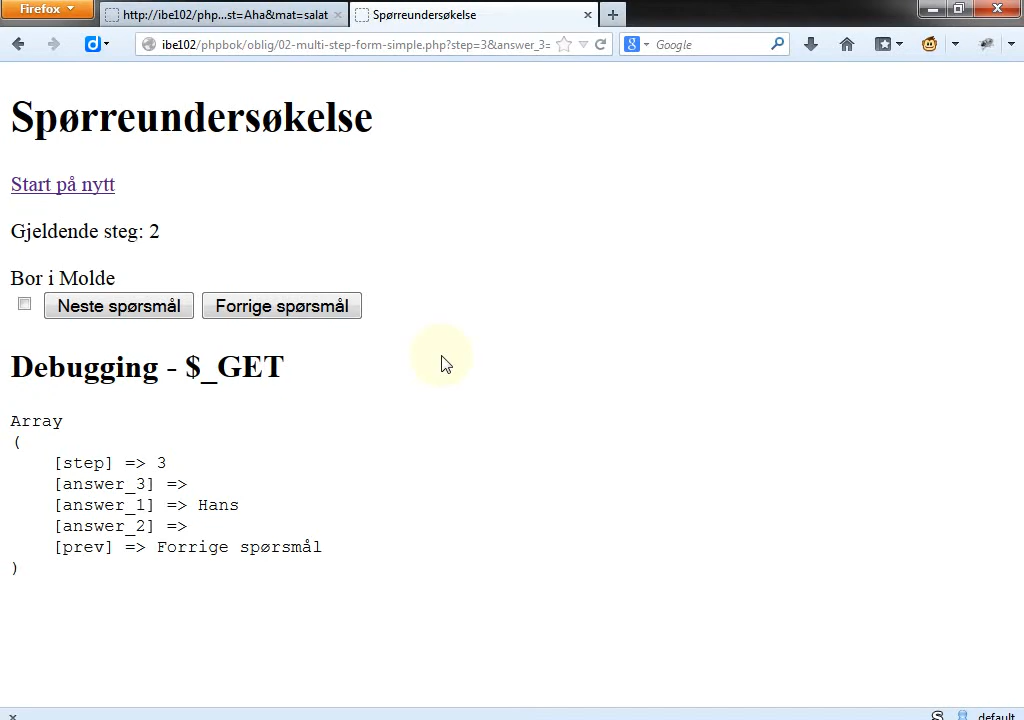 Firefox
http://ibe102/php...st=Aha&mat=salat
Spørreundersøkelse
ibe102/phpbok/oblig/02-multi-step-form-simple.php?step=3&answer_3=
Google
Spørreundersøkelse
Start på nytt
Gjeldende steg: 2
Bor i Molde
Neste spørsmål
Forrige spørsmål
Debugging - $_GET
Array
(
[step] => 3
[answer_3] =>
[answer_1] => Hans
[answer_2] =>
[prev] => Forrige spørsmål
)
default